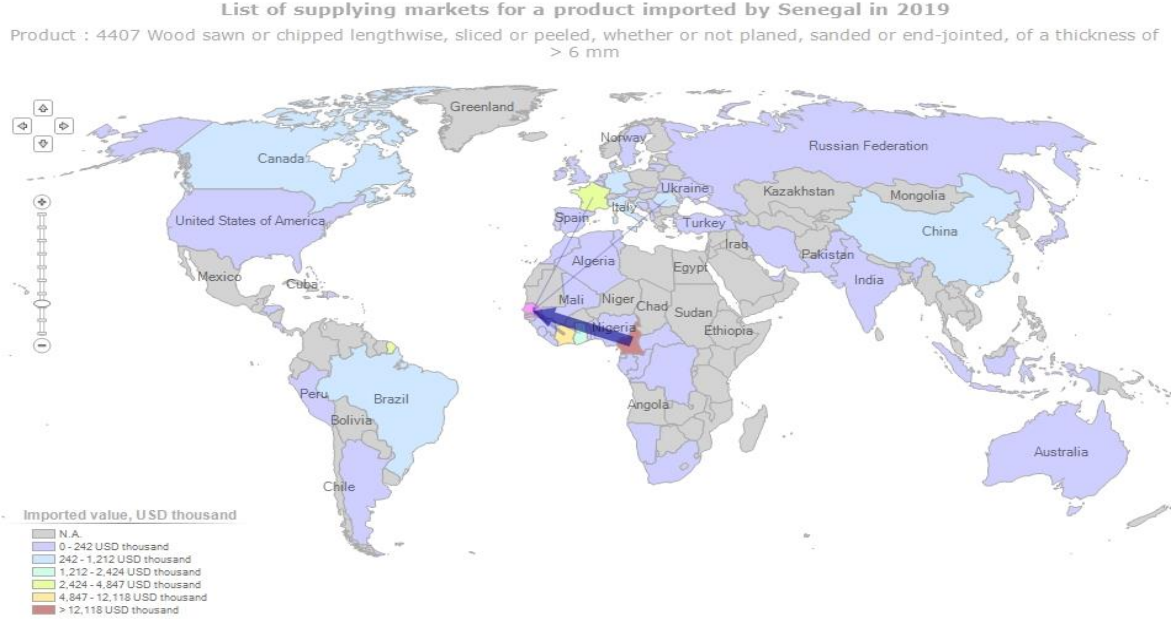 List of supplying markets for a product imported by Senegal in 2019
Product : 4407 Wood sawn or chipped lengthwise, sliced or peeled, whether or not planed, sanded or end-jointed, of a thickness of
> 6 mm
Greenland
Norway
Russian Federation
Canada
Ukraine
Kazakhstan
Mongolia
Italy
United States of America
Spain
Turkey
China
Iraq
Pakistan
Algeria
Egypt
India
Mexico
Cuba
Mali
Niger
Chad
Sudan
Nigeria
Ethiopia
Peru
Brazil
Angola
Bolivia
Australia
Chile
Imported value, USD thousand
N.A.
0 - 242 USD thousand
242 - 1,212 USD thousand
1,212 - 2,424 USD thousand
2,424 - 4,847 USD thousand
4,847 - 12,118 USD thousand
> 12,118 USD thousand